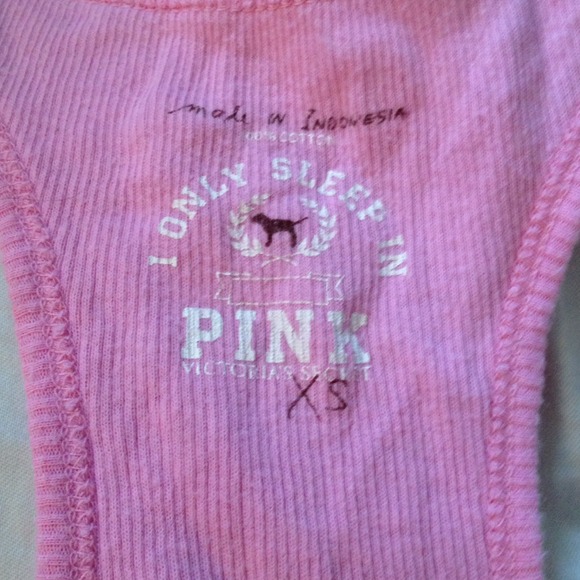 made in INDONESIA
100% COTTON
I ONLY SLEEP IN
PINK
VICTORIA'S SECRET
XS